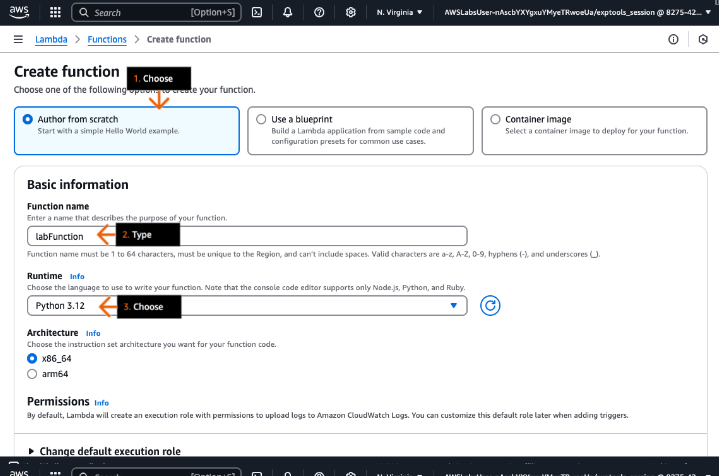 aws
Search
[Option+S]
N. Virginia
AWSLabsUser-nAscbYXYgxuYMyeTRwoeUa/exptools_session @ 8275-42...
Lambda > Functions > Create function
Create function
1. Choose
Choose one of the following options to create your function.
Author from scratch
Start with a simple Hello World example.
Use a blueprint
Build a Lambda application from sample code and
configuration presets for common use cases.
Container image
Select a container image to deploy for your function.
Basic information
Function name
Enter a name that describes the purpose of your function.
labFunction
2. Type
Function name must be 1 to 64 characters, must be unique to the Region, and can't include spaces. Valid characters are a-z, A-Z, 0-9, hyphens (-), and underscores (_).
Runtime Info
Choose the language to use to write your function. Note that the console code editor supports only Node.js, Python, and Ruby.
Python 3.12
3. Choose
Architecture Info
Choose the instruction set architecture you want for your function code.
x86_64
arm64
Permissions Info
By default, Lambda will create an execution role with permissions to upload logs to Amazon CloudWatch Logs. You can customize this default role later when adding triggers.
Change default execution role
aws
Search
[Option+S]
N. Virginia